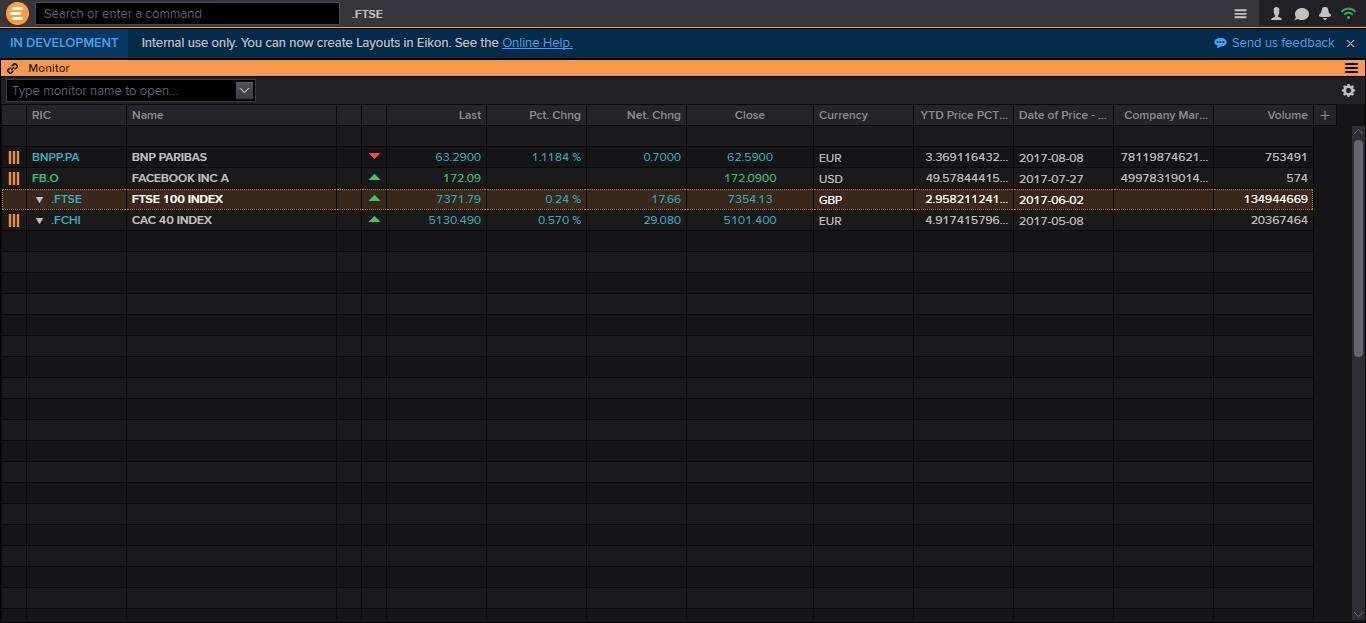 Search or enter a command .FTSE
IN DEVELOPMENT Internal use only. You can now create Layouts in Eikon. See the Online Help. Send us feedback
Monitor
Type monitor name to open...
RIC Name Last Pct. Chng Net. Chng Close Currency YTD Price PCT... Date of Price - ... Company Mar... Volume
BNPP.PA BNP PARIBAS 63.2900 1.1184 % 0.7000 62.5900 EUR 3.369116432... 2017-08-08 78119874621... 753491
FB.O FACEBOOK INC A 172.09 172.0900 USD 49.57844415... 2017-07-27 49978319014... 574
.FTSE FTSE 100 INDEX 7371.79 0.24 % 17.66 7354.13 GBP 2.958211241... 2017-06-02 134944669
.FCHI CAC 40 INDEX 5130.490 0.570 % 29.080 5101.400 EUR 4.917415796... 2017-05-08 20367464